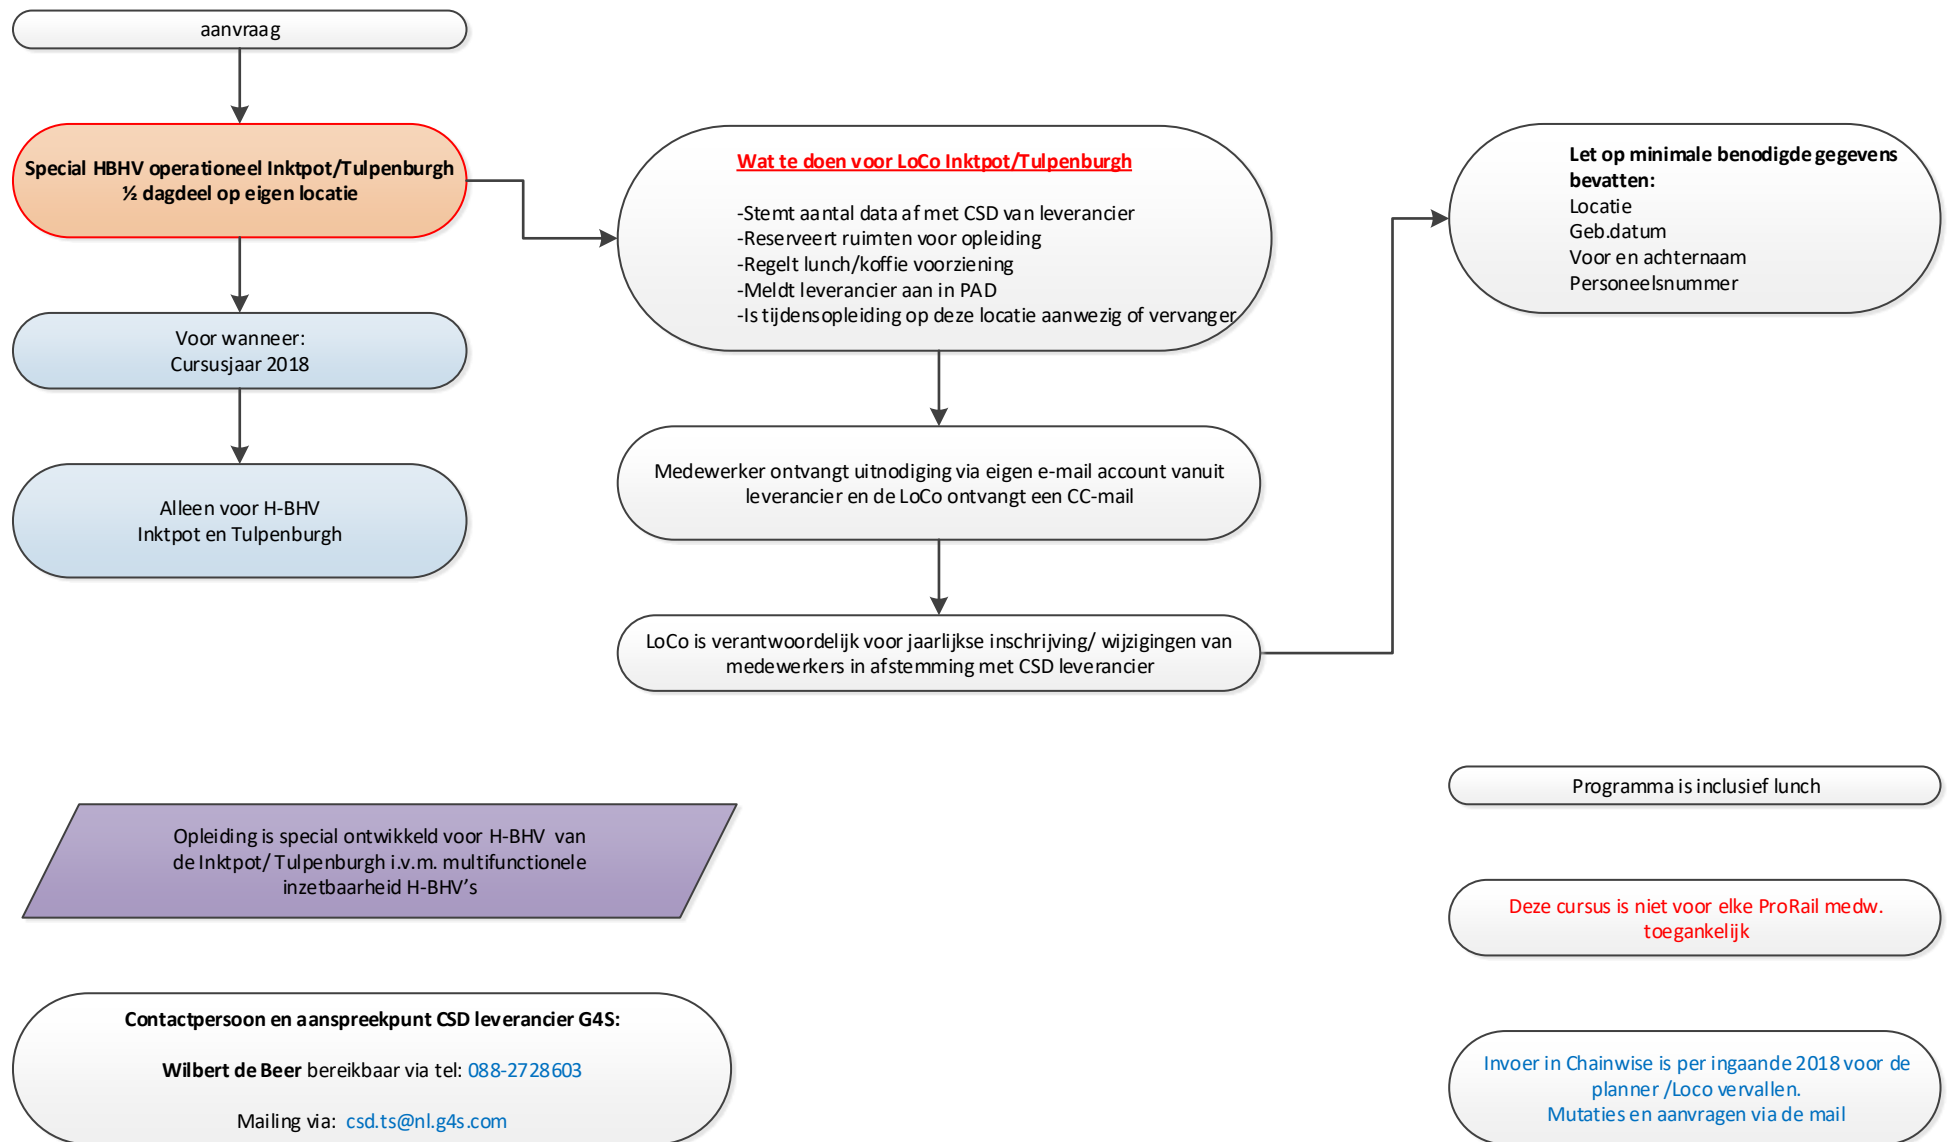 aanvraag
Special HBHV operationeel Inktpot/Tulpenburgh
½ dagdeel op eigen locatie
Voor wanneer:
Cursusjaar 2018
Alleen voor H-BHV
Inktpot en Tulpenburgh
Wat te doen voor LoCo Inktpot/Tulpenburgh
-Stemt aantal data af met CSD van leverancier
-Reserveert ruimten voor opleiding
-Regelt lunch/koffie voorziening
-Meldt leverancier aan in PAD
-Is tijdensopleiding op deze locatie aanwezig of vervanger
Medewerker ontvangt uitnodiging via eigen e-mail account vanuit
leverancier en de LoCo ontvangt een CC-mail
LoCo is verantwoordelijk voor jaarlijkse inschrijving/ wijzigingen van
medewerkers in afstemming met CSD leverancier
Let op minimale benodigde gegevens
bevatten:
Locatie
Geb.datum
Voor en achternaam
Personeelsnummer
Opleiding is special ontwikkeld voor H-BHV van
de Inktpot/ Tulpenburgh i.v.m. multifunctionele
inzetbaarheid H-BHV's
Contactpersoon en aanspreekpunt CSD leverancier G4S:
Wilbert de Beer bereikbaar via tel: 088-2728603
Mailing via: csd.ts@nl.g4s.com
Programma is inclusief lunch
Deze cursus is niet voor elke ProRail medw.
toegankelijk
Invoer in Chainwise is per ingaande 2018 voor de
planner /Loco vervallen.
Mutaties en aanvragen via de mail